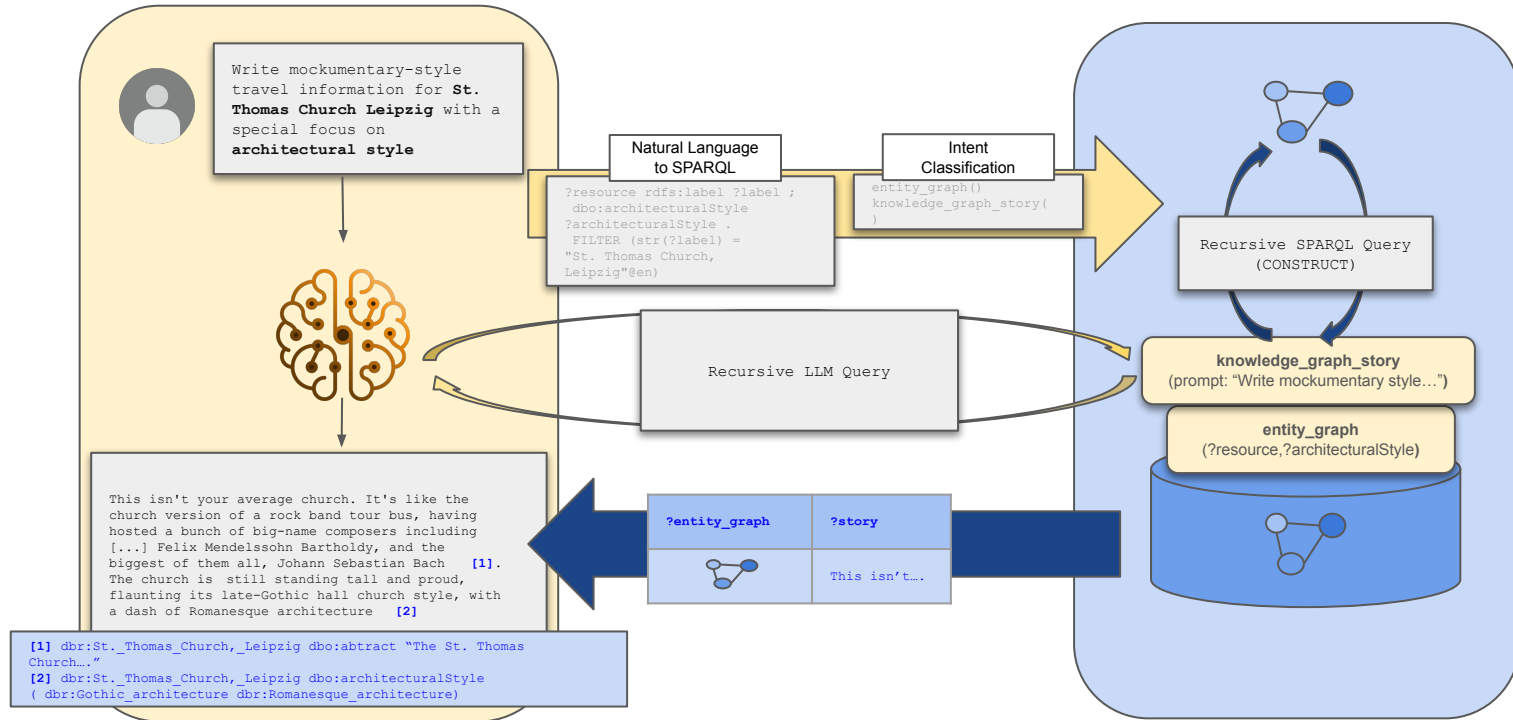 Write mockumentary-style
travel information for St.
Thomas Church Leipzig with a
special focus on
architectural style
Natural Language
to SPARQL
?resource rdfs:label ?label ;
dbo:architecturalStyle
?architecturalStyle .
FILTER (str(?label) =
"St. Thomas Church,
Leipzig"@en)
Intent
Classification
entity_graph()
knowledge_graph_story(
)
Recursive SPARQL Query
(CONSTRUCT)
Recursive LLM Query
knowledge_graph_story
(prompt: “Write mockumentary style…”)
entity_graph
(?resource,?architecturalStyle)
?entity_graph
?story
This isn’t….
This isn't your average church. It's like the
church version of a rock band tour bus, having
hosted a bunch of big-name composers including
[...] Felix Mendelssohn Bartholdy, and the
biggest of them all, Johann Sebastian Bach [1].
The church is still standing tall and proud,
flaunting its late-Gothic hall church style, with
a dash of Romanesque architecture [2]
[1] dbr:St._Thomas_Church,_Leipzig dbo:abtract “The St. Thomas
Church….”
[2] dbr:St._Thomas_Church,_Leipzig dbo:architecturalStyle
( dbr:Gothic_architecture dbr:Romanesque_architecture)